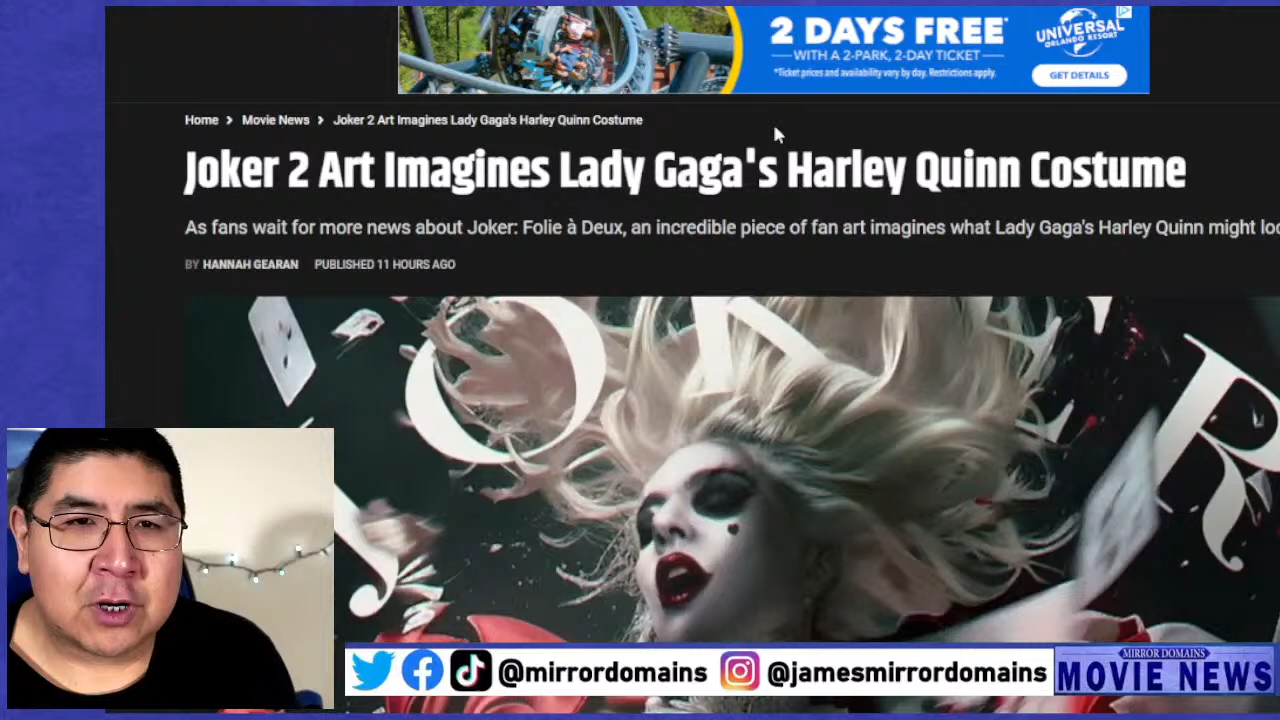 2 DAYS FREE*
WITH A 2-PARK, 2-DAY TICKET
*Ticket prices and availability vary by day. Restrictions apply.
UNIVERSAL
ORLANDO RESORT
GET DETAILS
Home > Movie News > Joker 2 Art Imagines Lady Gaga's Harley Quinn Costume
Joker 2 Art Imagines Lady Gaga's Harley Quinn Costume
As fans wait for more news about Joker: Folie à Deux, an incredible piece of fan art imagines what Lady Gaga's Harley Quinn might
BY HANNAH GEARAN PUBLISHED 11 HOURS AGO
JOKER
@mirrordomains @jamesmirrordomains
MIRROR DOMAINS
MOVIE NEWS